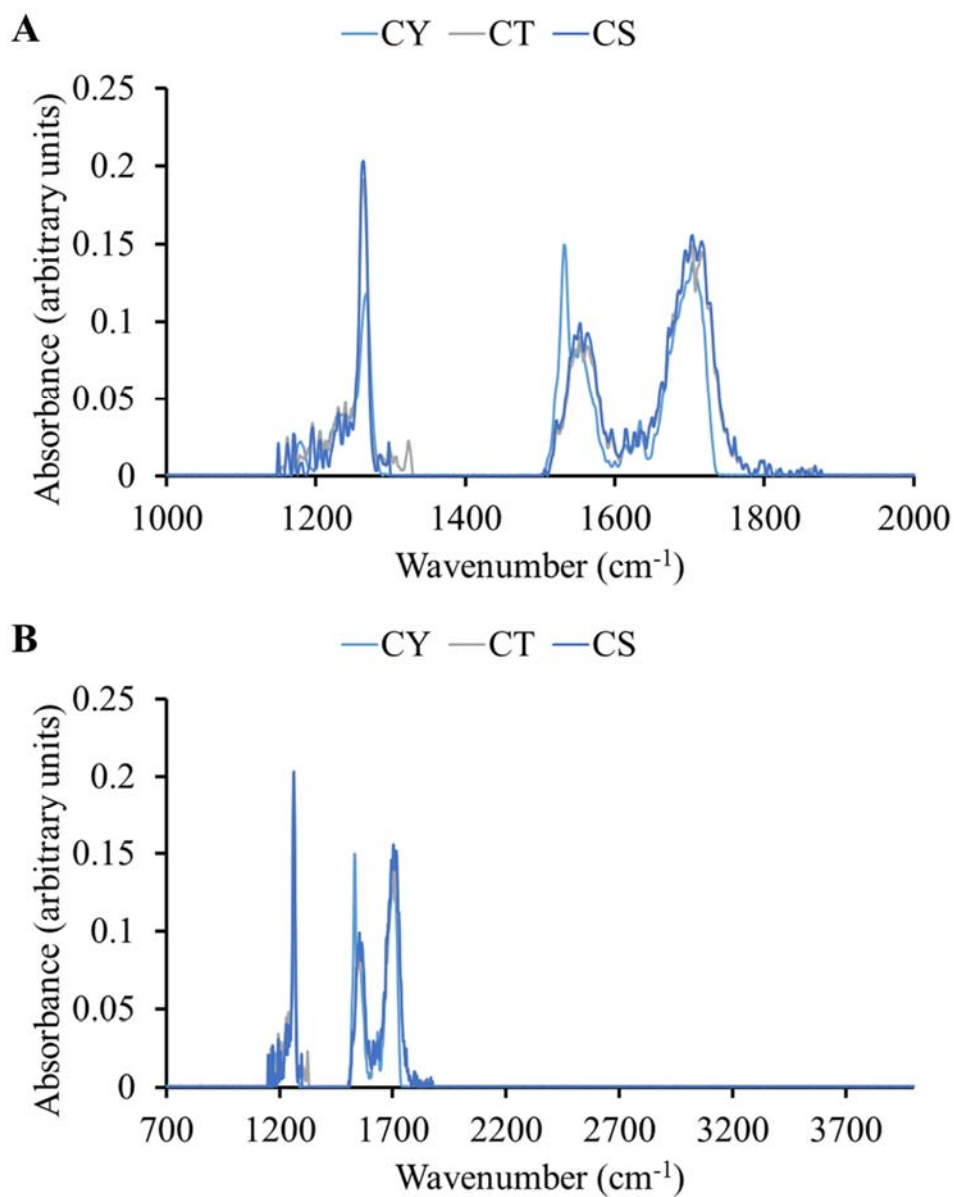 A
CY CT CS
0.25
0.2
0.15
0.1
0.05
0
Absorbance (arbitrary units)
1000 1200 1400 1600 1800 2000
Wavenumber (cm-1)
B
CY CT CS
0.25
0.2
0.15
0.1
0.05
0
Absorbance (arbitrary units)
700 1200 1700 2200 2700 3200 3700
Wavenumber (cm-1)